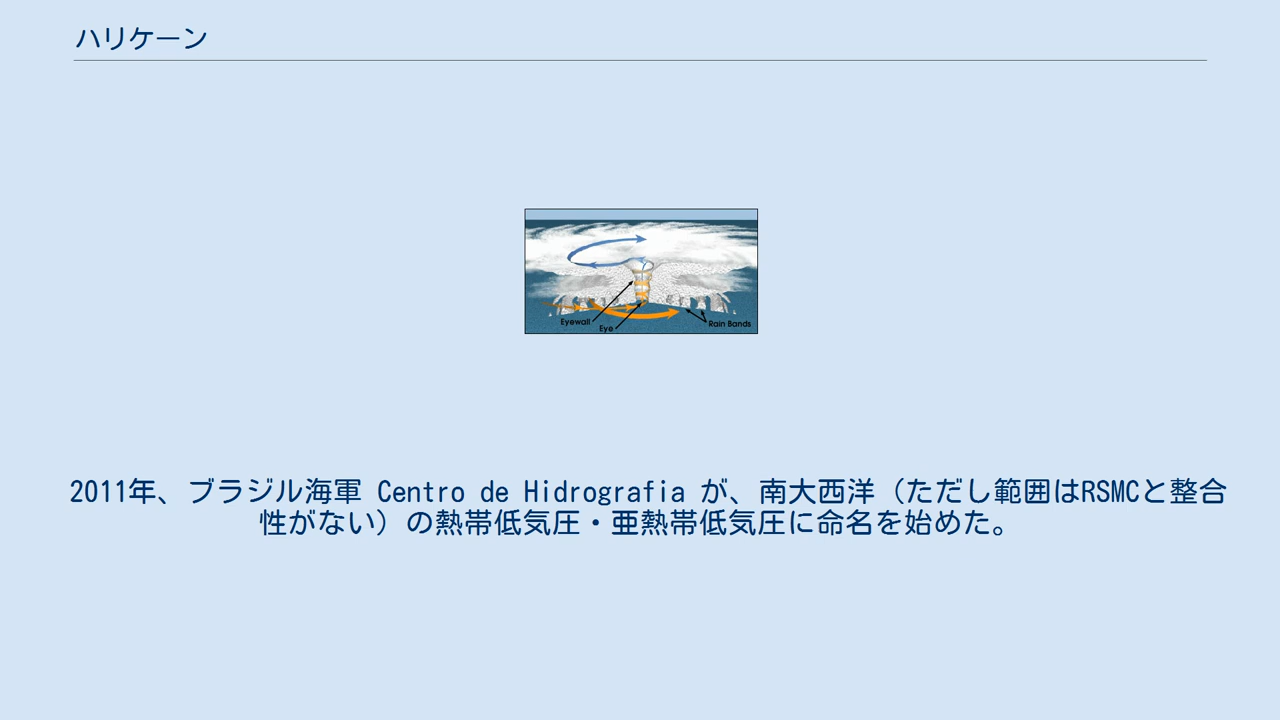 ハリケーン
Eyewall
Eye
Rain Bands
2011年、ブラジル海軍 Centro de Hidrografia が、南大西洋（ただし範囲はRSMCと整合
性がない）の熱帯低気圧・亜熱帯低気圧に命名を始めた。